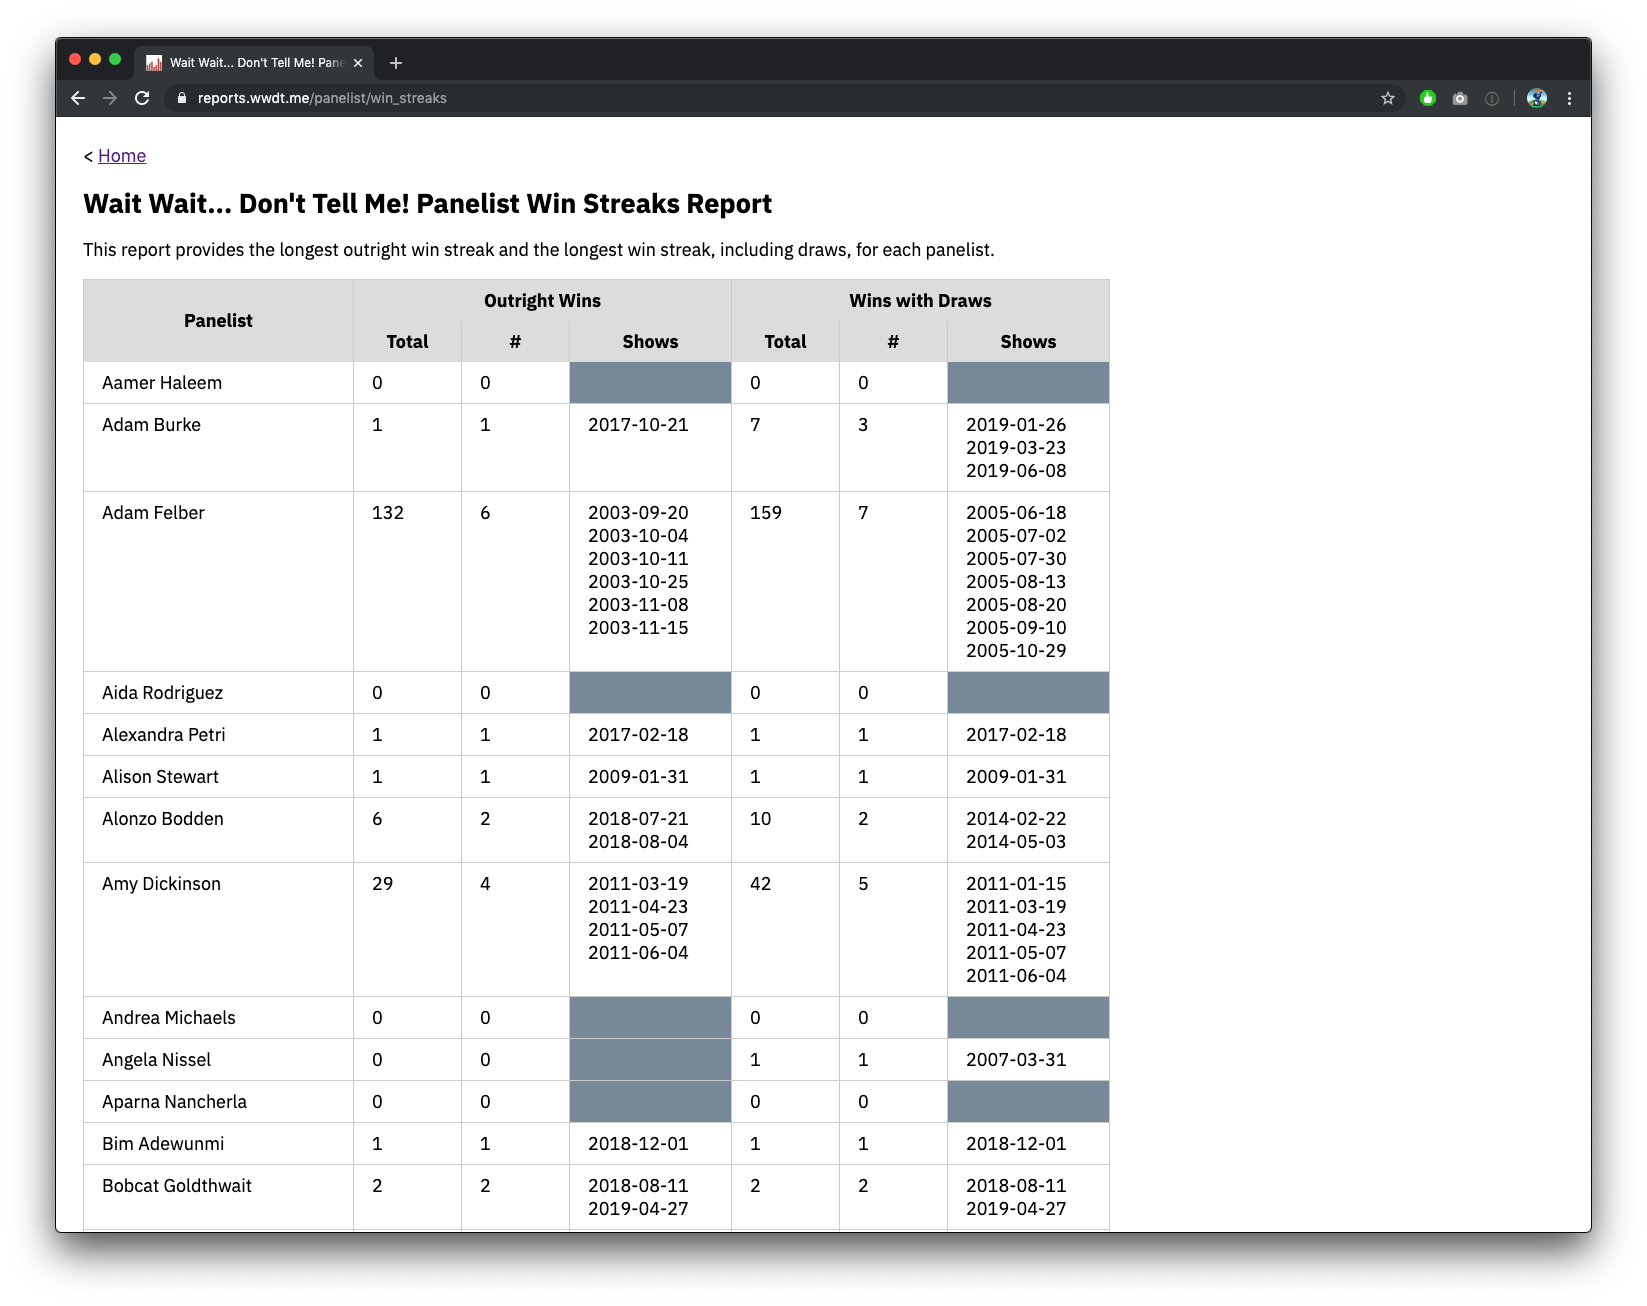 Wait Wait... Don't Tell Me! Pane
reports.wwdt.me/panelist/win_streaks
< Home
Wait Wait... Don't Tell Me! Panelist Win Streaks Report
This report provides the longest outright win streak and the longest win streak, including draws, for each panelist.
Panelist Outright Wins Wins with Draws
Total # Shows Total # Shows
Aamer Haleem 0 0 0 0
Adam Burke 1 1 2017-10-21 7 3 2019-01-26
2019-03-23
2019-06-08
Adam Felber 132 6 2003-09-20 159 7 2005-06-18
2003-10-04 2005-07-02
2003-10-11 2005-07-30
2003-10-25 2005-08-13
2003-11-08 2005-08-20
2003-11-15 2005-09-10
2005-10-29
Aida Rodriguez 0 0 0 0
Alexandra Petri 1 1 2017-02-18 1 1 2017-02-18
Alison Stewart 1 1 2009-01-31 1 1 2009-01-31
Alonzo Bodden 6 2 2018-07-21 10 2 2014-02-22
2018-08-04 2014-05-03
Amy Dickinson 29 4 2011-03-19 42 5 2011-01-15
2011-04-23 2011-03-19
2011-05-07 2011-04-23
2011-06-04 2011-05-07
2011-06-04
Andrea Michaels 0 0 0 0
Angela Nissel 0 0 1 1 2007-03-31
Aparna Nancherla 0 0 0 0
Bim Adewunmi 1 1 2018-12-01 1 1 2018-12-01
Bobcat Goldthwait 2 2 2018-08-11 2 2 2018-08-11
2019-04-27 2019-04-27